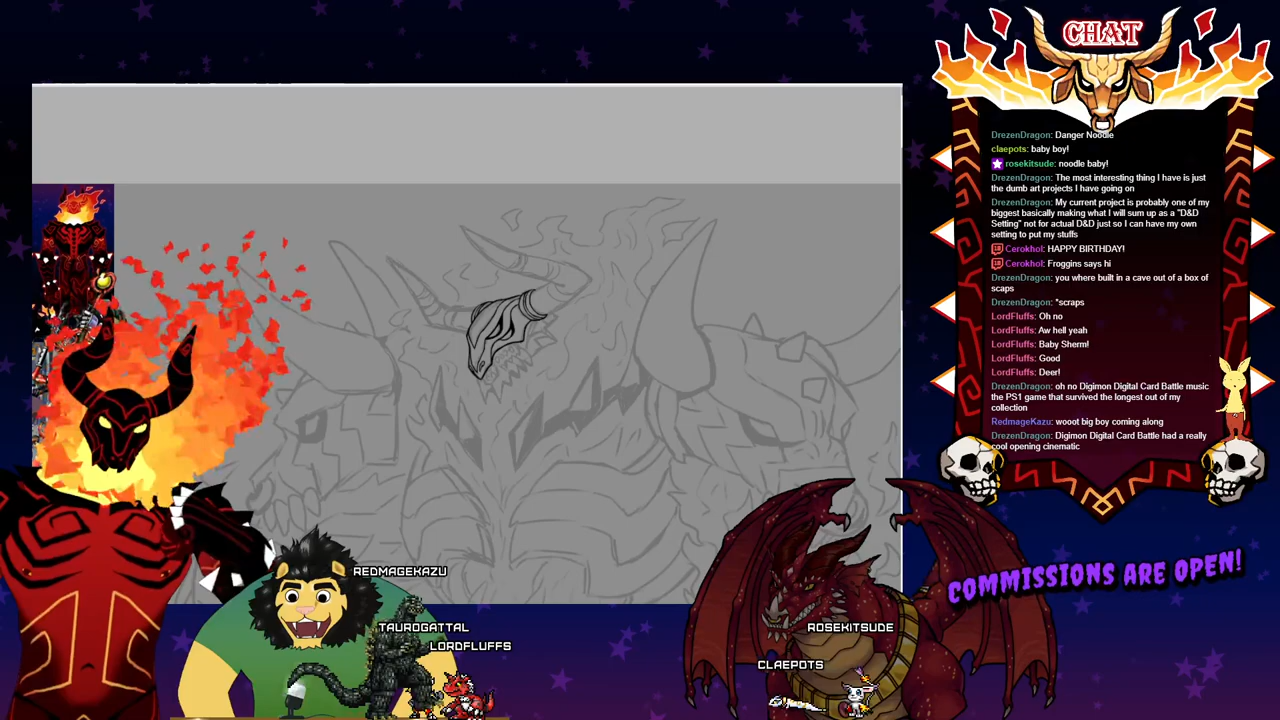 CHAT
DrezenDragon: Danger Noodle
claepots: baby boy!
rosekitsude: noodle baby!
DrezenDragon: The most interesting thing I have is just
the dumb art projects I have going on
DrezenDragon: My current project is probably one of my
biggest basically making what I will sum up as a "D&D
Setting" not for actual D&D just so I can have my own
setting to put my stuffs
Cerokhol: HAPPY BIRTHDAY!
Cerokhol: Froggins says hi
DrezenDragon: you where built in a cave out of a box of
scaps
DrezenDragon: *scraps
LordFluffs: Oh no
LordFluffs: Aw hell yeah
LordFluffs: Baby Sherm!
LordFluffs: Good
LordFluffs: Deer!
DrezenDragon: oh no Digimon Digital Card Battle music
the PS1 game that survived the longest out of my
collection
RedmageKazu: wooot big boy coming along
DrezenDragon: Digimon Digital Card Battle had a really
cool opening cinematic
COMMISSIONS ARE OPEN!
REDMAGEKAZU
TAUROGATTAL
LORDFLUFFS
ROSEKITSUDE
CLAEPOTS